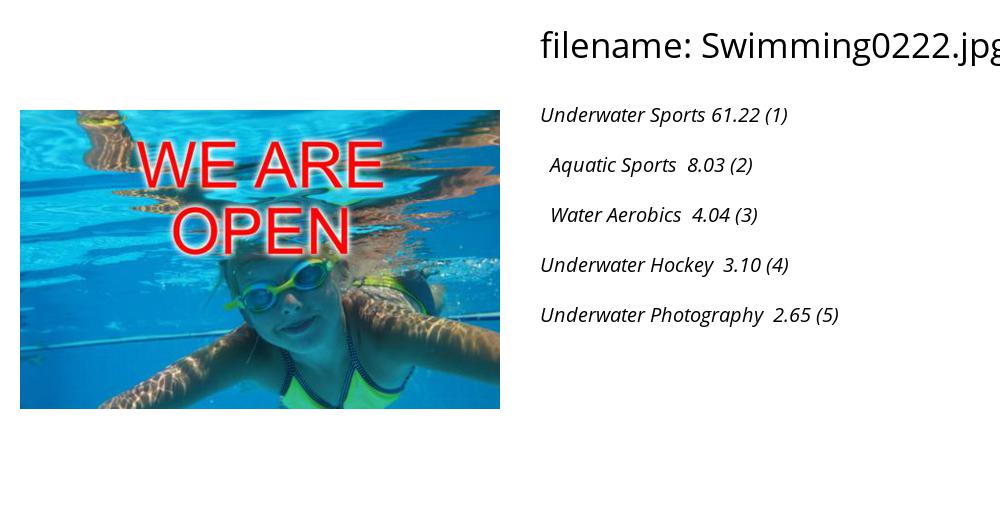 filename: Swimming0222.jpg
WE ARE
OPEN
Underwater Sports 61.22 (1)
Aquatic Sports 8.03 (2)
Water Aerobics 4.04 (3)
Underwater Hockey 3.10 (4)
Underwater Photography 2.65 (5)